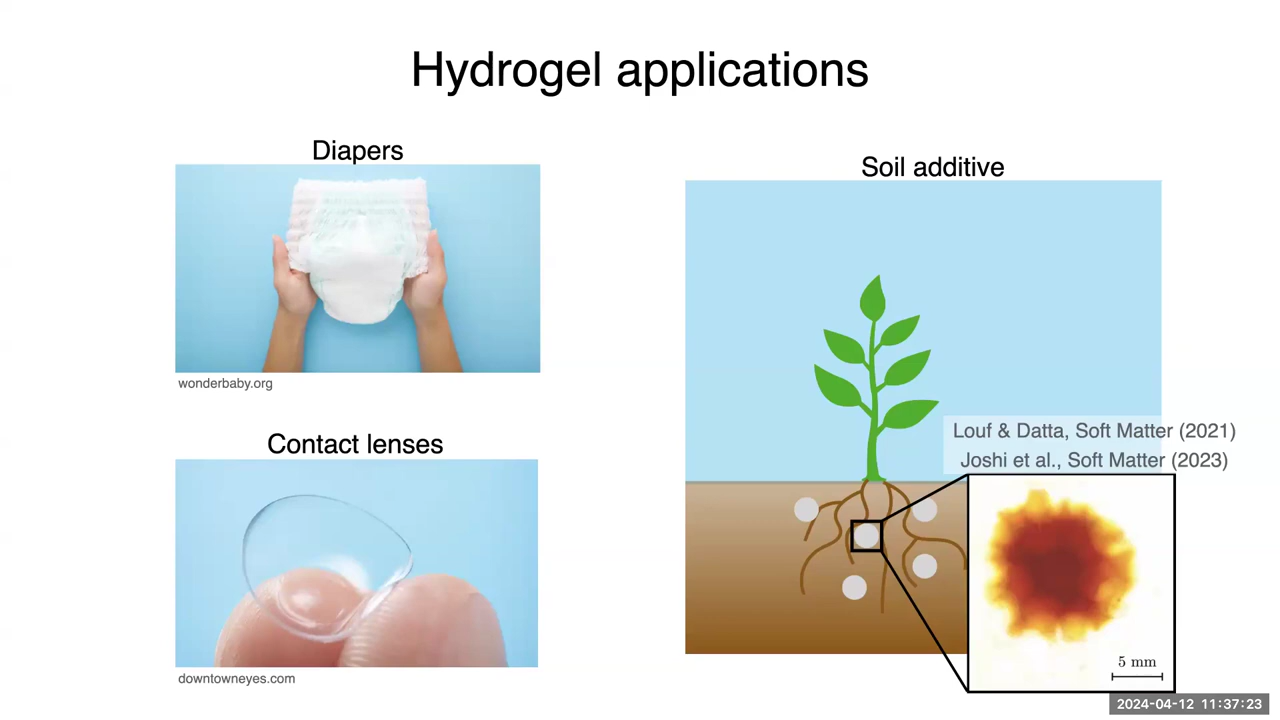 Hydrogel applications
Diapers
wonderbaby.org
Contact lenses
downtowneyes.com
Soil additive
Louf & Datta, Soft Matter (2021)
Joshi et al., Soft Matter (2023)
5 mm
2024-04-12 11:37:23